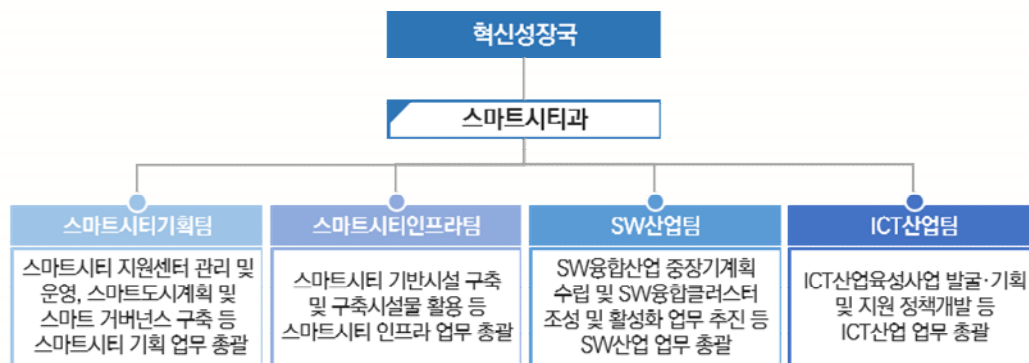 혁신성장국
스마트시티과
스마트시티기획팀
스마트시티 지원센터 관리 및
운영, 스마트도시계획 및
스마트 거버넌스 구축 등
스마트시티 기획 업무 총괄
스마트시티인프라팀
스마트시티 기반시설 구축
및 구축시설물 활용 등
스마트시티 인프라 업무 총괄
SW산업팀
SW융합산업 중장기계획
수립 및 SW융합클러스터
조성 및 활성화 업무 추진 등
SW산업 업무 총괄
ICT산업팀
ICT산업육성사업 발굴·기획
및 지원 정책개발 등
ICT산업 업무 총괄